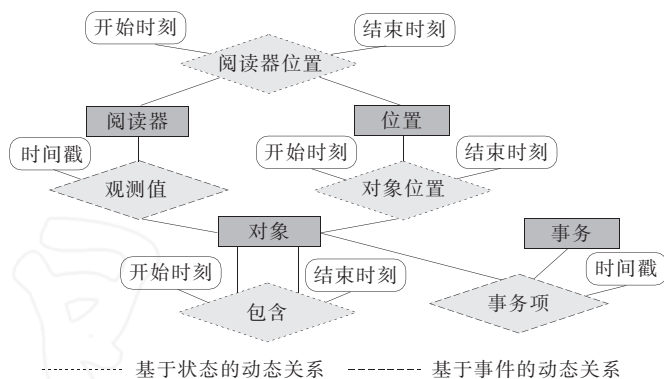 开始时刻
结束时刻
阅读器位置
阅读器
位置
时间戳
开始时刻
结束时刻
观测值
对象位置
对象
事务
开始时刻
结束时刻
时间戳
包含
事务项
基于状态的动态关系
基于事件的动态关系